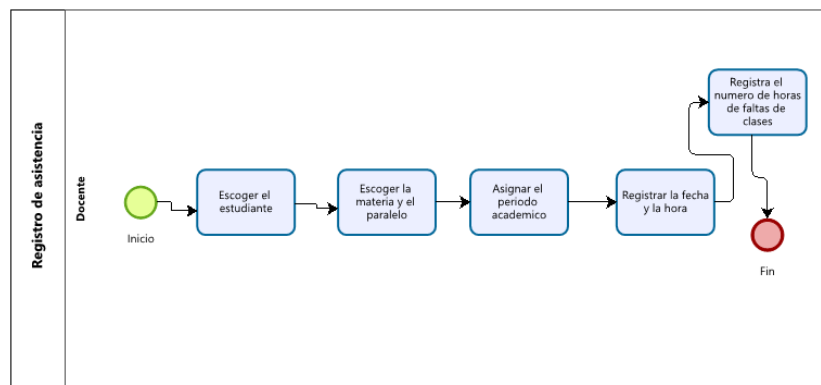 Registro de asistencia
Docente
Inicio
Escoger el
estudiante
Escoger la
materia y el
paralelo
Asignar el
periodo
academico
Registrar la fecha
y la hora
Registra el
numero de horas
de faltas de
clases
Fin